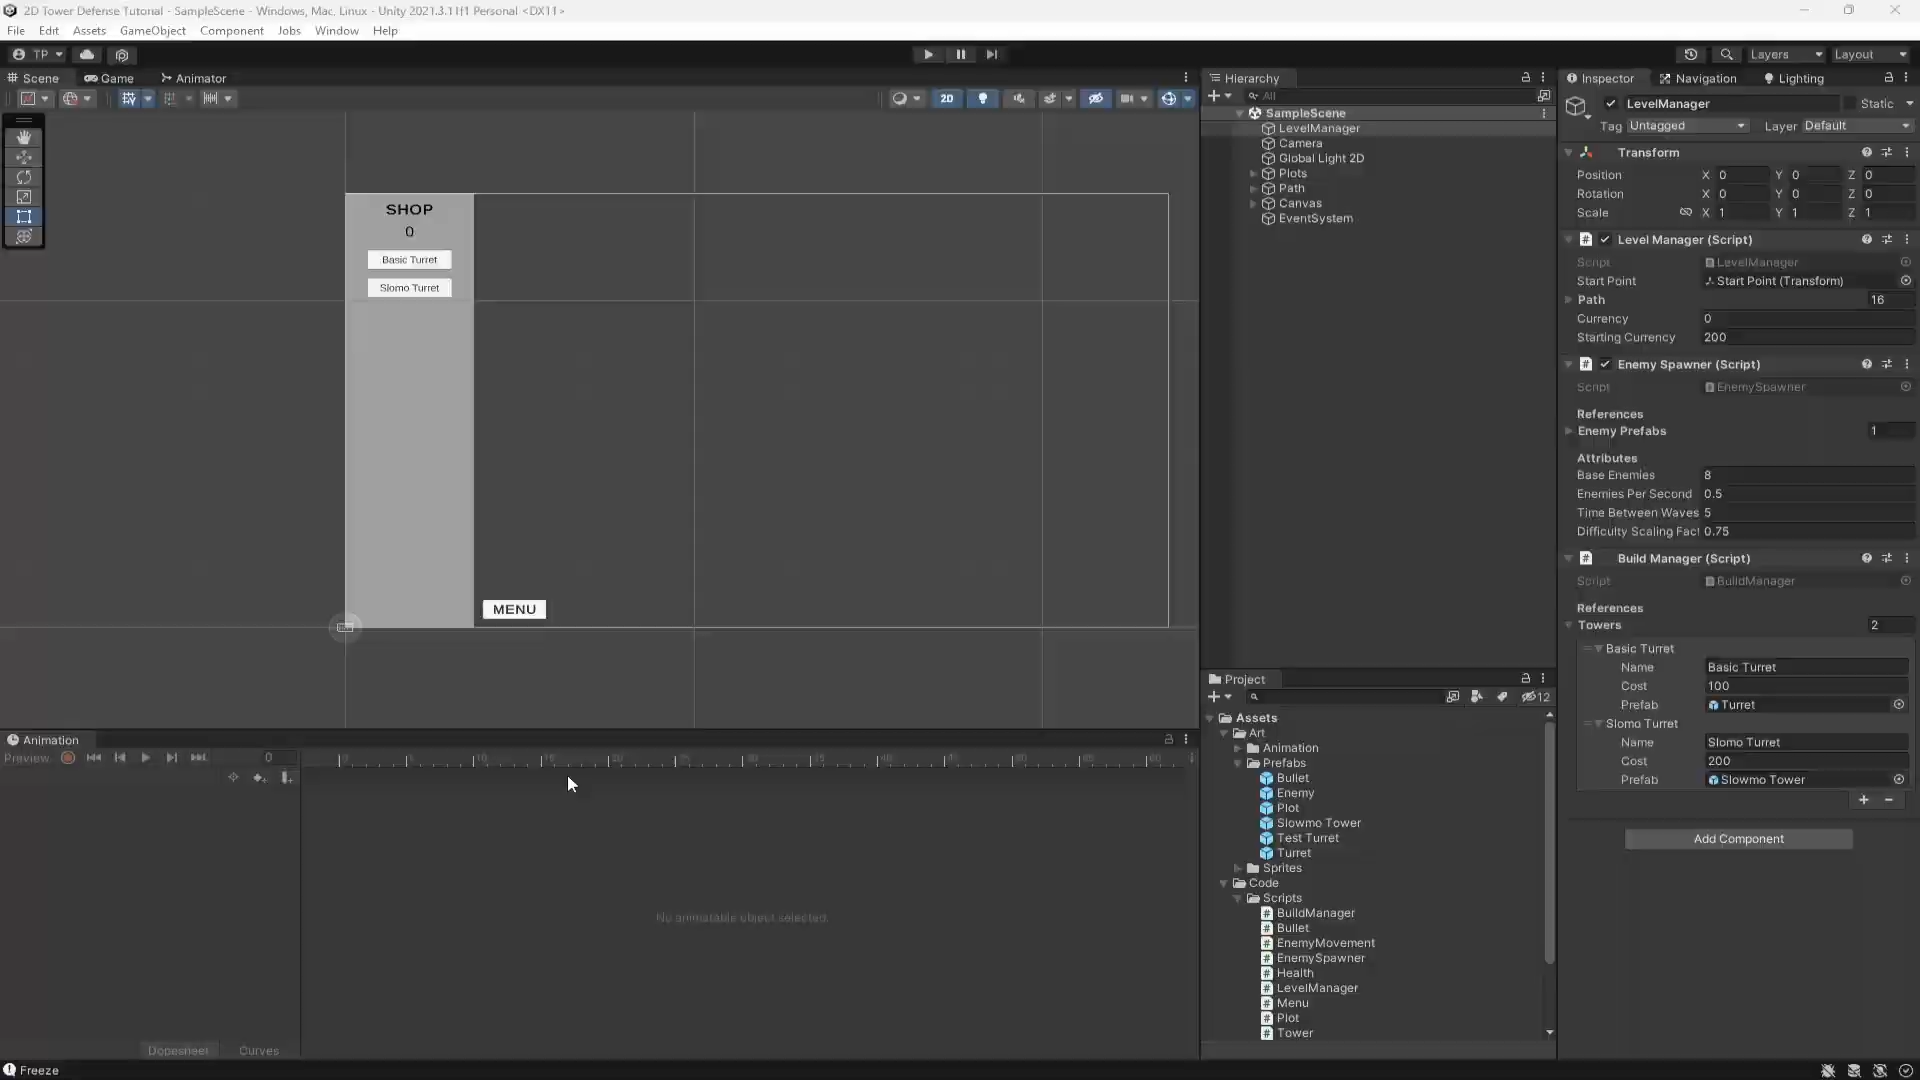 2D Tower Defense Tutorial - SampleScene - Windows, Mac, Linux - Unity 2021.3.11f1 Personal <DX11>
File Edit Assets GameObject Component Jobs Window Help
TP Layers Layout
Scene Game Animator
2D
SHOP
0
Basic Turret
Slomo Turret
MENU
Hierarchy
All
SampleScene
LevelManager
Camera
Global Light 2D
Plots
Path
Canvas
EventSystem
Animation
Preview 0
No animatable object selected.
Dopesheet Curves
Project
12
Assets
Art
Animation
Prefabs
Bullet
Enemy
Plot
Slowmo Tower
Test Turret
Turret
Sprites
Code
Scripts
BuildManager
Bullet
EnemyMovement
EnemySpawner
Health
LevelManager
Menu
Plot
Tower
Inspector Navigation Lighting
LevelManager Static
Tag Untagged Layer Default
Transform
Position X 0 Y 0 Z 0
Rotation X 0 Y 0 Z 0
Scale X 1 Y 1 Z 1
Level Manager (Script)
Script LevelManager
Start Point Start Point (Transform)
Path 16
Currency 0
Starting Currency 200
Enemy Spawner (Script)
Script EnemySpawner
References
Enemy Prefabs 1
Attributes
Base Enemies 8
Enemies Per Second 0.5
Time Between Waves 5
Difficulty Scaling Fact 0.75
Build Manager (Script)
Script BuildManager
References
Towers 2
Basic Turret
Name Basic Turret
Cost 100
Prefab Turret
Slomo Turret
Name Slomo Turret
Cost 200
Prefab Slowmo Tower
Add Component
Freeze